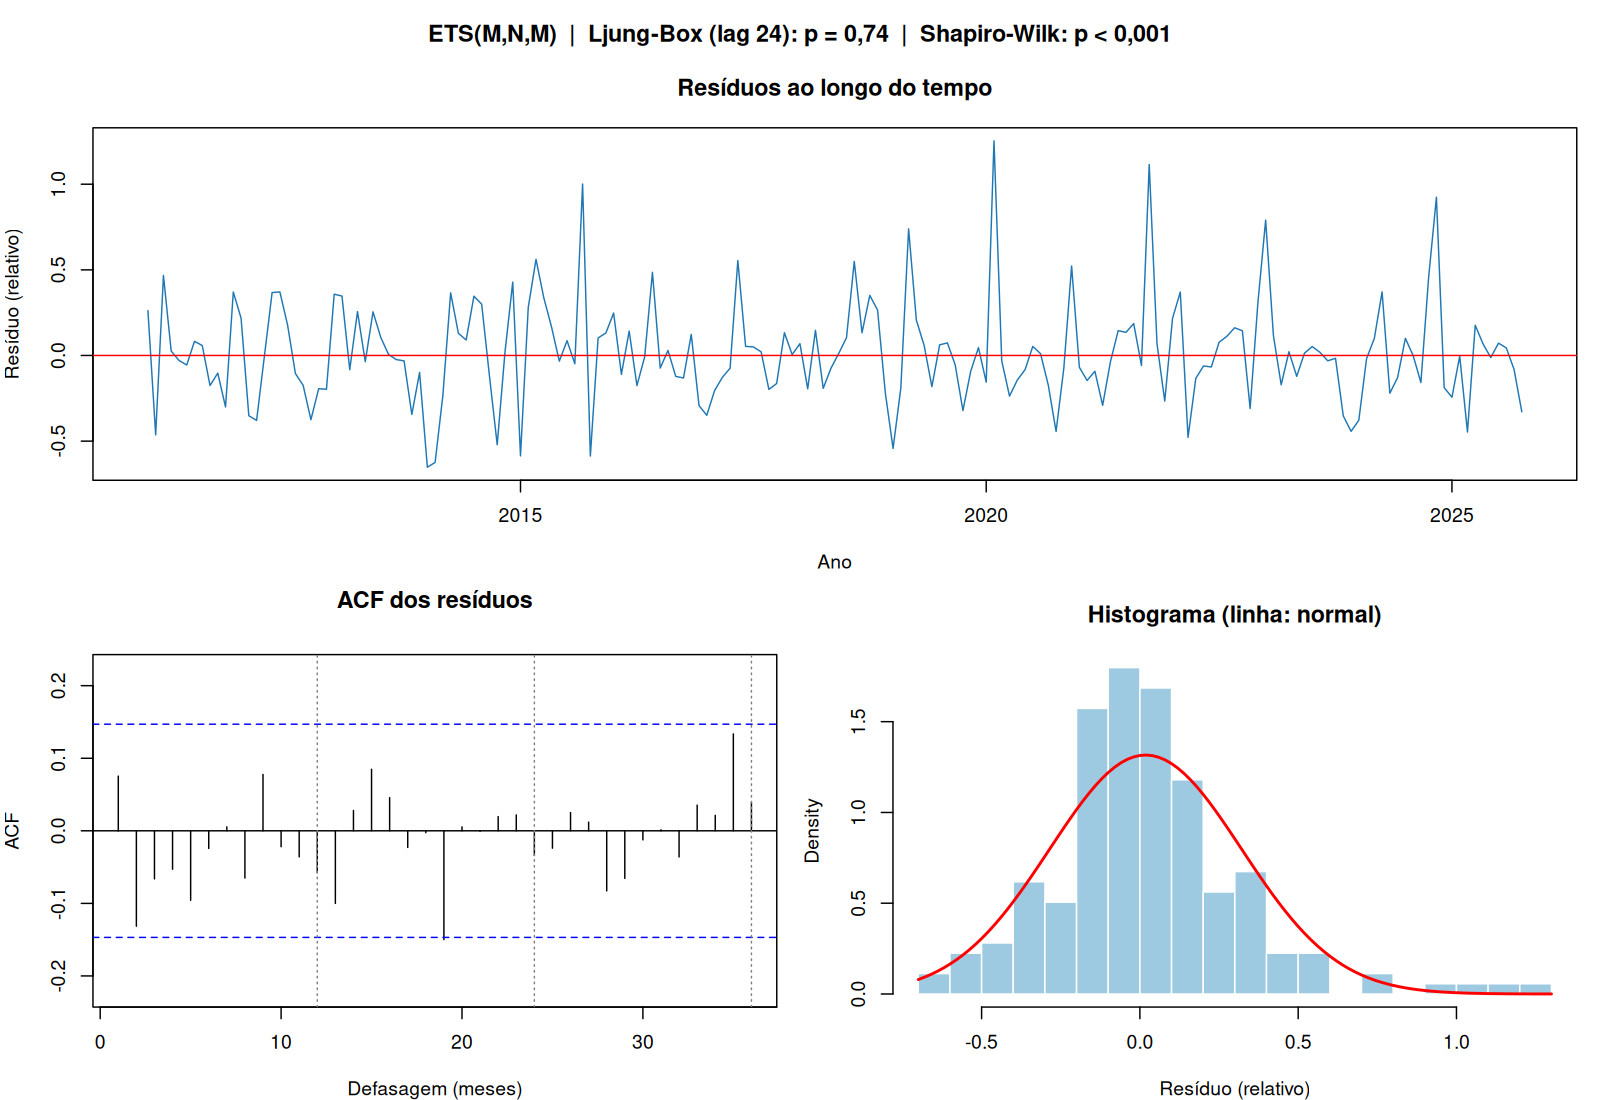 ETS(M,N,M) | Ljung-Box (lag 24): p = 0,74 | Shapiro-Wilk: p < 0,001
Resíduos ao longo do tempo
Resíduo (relativo)
1.0
0.5
0.0
-0.5
2015
2020
2025
Ano
ACF dos resíduos
ACF
0.2
0.1
0.0
-0.1
-0.2
0
10
20
30
Defasagem (meses)
Histograma (linha: normal)
Density
1.5
1.0
0.5
0.0
-0.5
0.0
0.5
1.0
Resíduo (relativo)